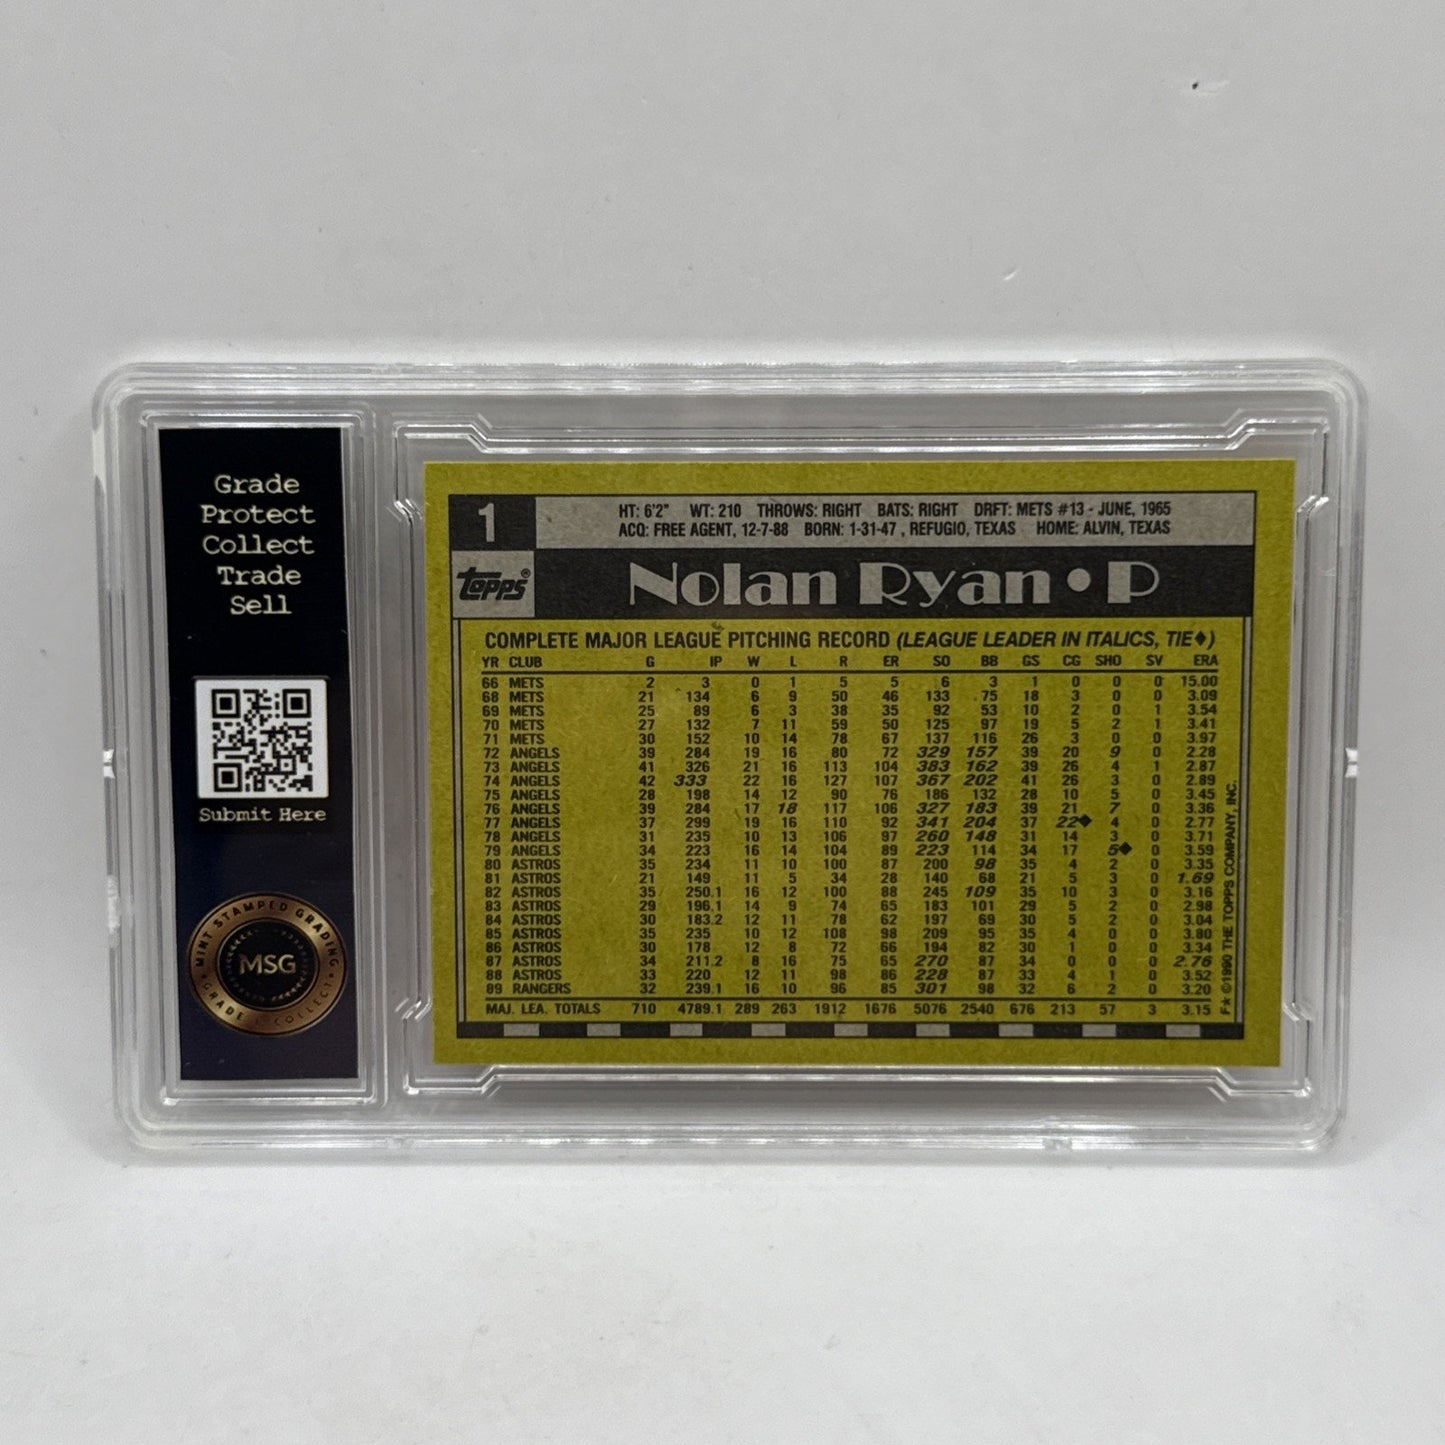 Grade
Protect
Collect
Trade
Sell
Submit Here
MINT STAMPED GRADING
MSG
1
HT: 6'2" WT: 210 THROWS: RIGHT BATS: RIGHT DRFT: METS #13 - JUNE, 1965
ACQ: FREE AGENT, 12-7-88 BORN: 1-31-47 , REFUGIO, TEXAS HOME: ALVIN, TEXAS
topps®
Nolan Ryan • P
COMPLETE MAJOR LEAGUE PITCHING RECORD (LEAGUE LEADER IN ITALICS, TIE♦)
YR CLUB G IP W L R ER SO BB GS CG SHO SV ERA
66 METS 2 3 0 1 5 5 6 3 1 0 0 0 15.00
68 METS 21 134 6 9 50 46 133 75 18 3 0 0 3.09
69 METS 25 89 6 3 38 35 92 53 10 2 0 1 3.54
70 METS 27 132 7 11 59 50 125 97 19 5 2 1 3.41
71 METS 30 152 10 14 78 67 137 116 26 3 0 0 3.97
72 ANGELS 39 284 19 16 80 72 329 157 39 20 9 0 2.28
73 ANGELS 41 326 21 16 113 104 383 162 39 26 4 1 2.87
74 ANGELS 42 333 22 16 127 107 367 202 41 26 3 0 2.89
75 ANGELS 28 198 14 12 90 76 186 132 28 10 5 0 3.45
76 ANGELS 39 284 17 18 117 106 327 183 39 21 7 0 3.36
77 ANGELS 37 299 19 16 110 92 341 204 37 22♦ 4 0 2.77
78 ANGELS 31 235 10 13 106 97 260 148 31 14 3 0 3.71
79 ANGELS 34 223 16 14 104 89 223 114 34 17 5♦ 0 3.59
80 ASTROS 35 234 11 10 100 87 200 98 35 4 2 0 3.35
81 ASTROS 21 149 11 5 34 28 140 68 21 5 3 0 1.69
82 ASTROS 35 250.1 16 12 100 88 245 109 35 10 3 0 3.16
83 ASTROS 29 196.1 14 9 74 65 183 101 29 5 2 0 2.98
84 ASTROS 30 183.2 12 11 78 62 197 69 30 5 2 0 3.04
85 ASTROS 35 235 10 12 108 98 209 95 35 4 0 0 3.80
86 ASTROS 30 178 12 8 72 66 194 82 30 1 0 0 3.34
87 ASTROS 34 211.2 8 16 75 65 270 87 34 0 0 0 2.76
88 ASTROS 33 220 12 11 98 86 228 87 33 4 1 0 3.52
89 RANGERS 32 239.1 16 10 96 85 301 98 32 6 2 0 3.20
MAJ. LEA. TOTALS 710 4789.1 289 263 1912 1676 5076 2540 676 213 57 3 3.15
F★ ©1990 THE TOPPS COMPANY, INC.